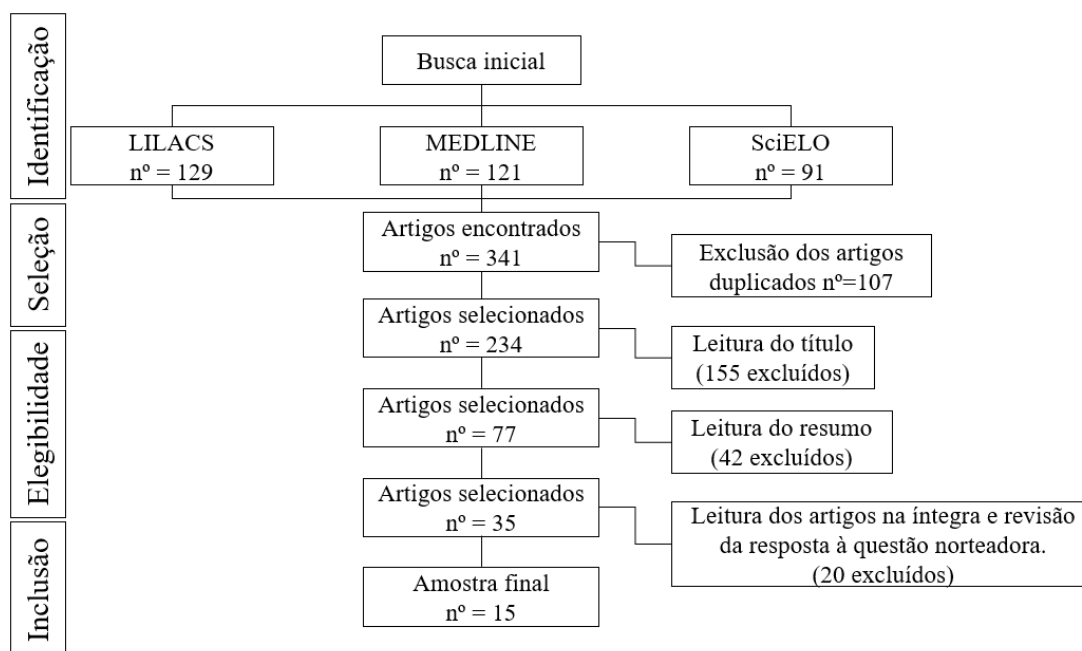 Identificação
Busca inicial
LILACS
nº = 129
MEDLINE
nº = 121
SciELO
nº = 91
Seleção
Artigos encontrados
nº = 341
Exclusão dos artigos
duplicados nº=107
Artigos selecionados
nº = 234
Leitura do título
(155 excluídos)
Elegibilidade
Artigos selecionados
nº = 77
Leitura do resumo
(42 excluídos)
Artigos selecionados
nº = 35
Leitura dos artigos na íntegra e revisão
da resposta à questão norteadora.
(20 excluídos)
Inclusão
Amostra final
nº = 15